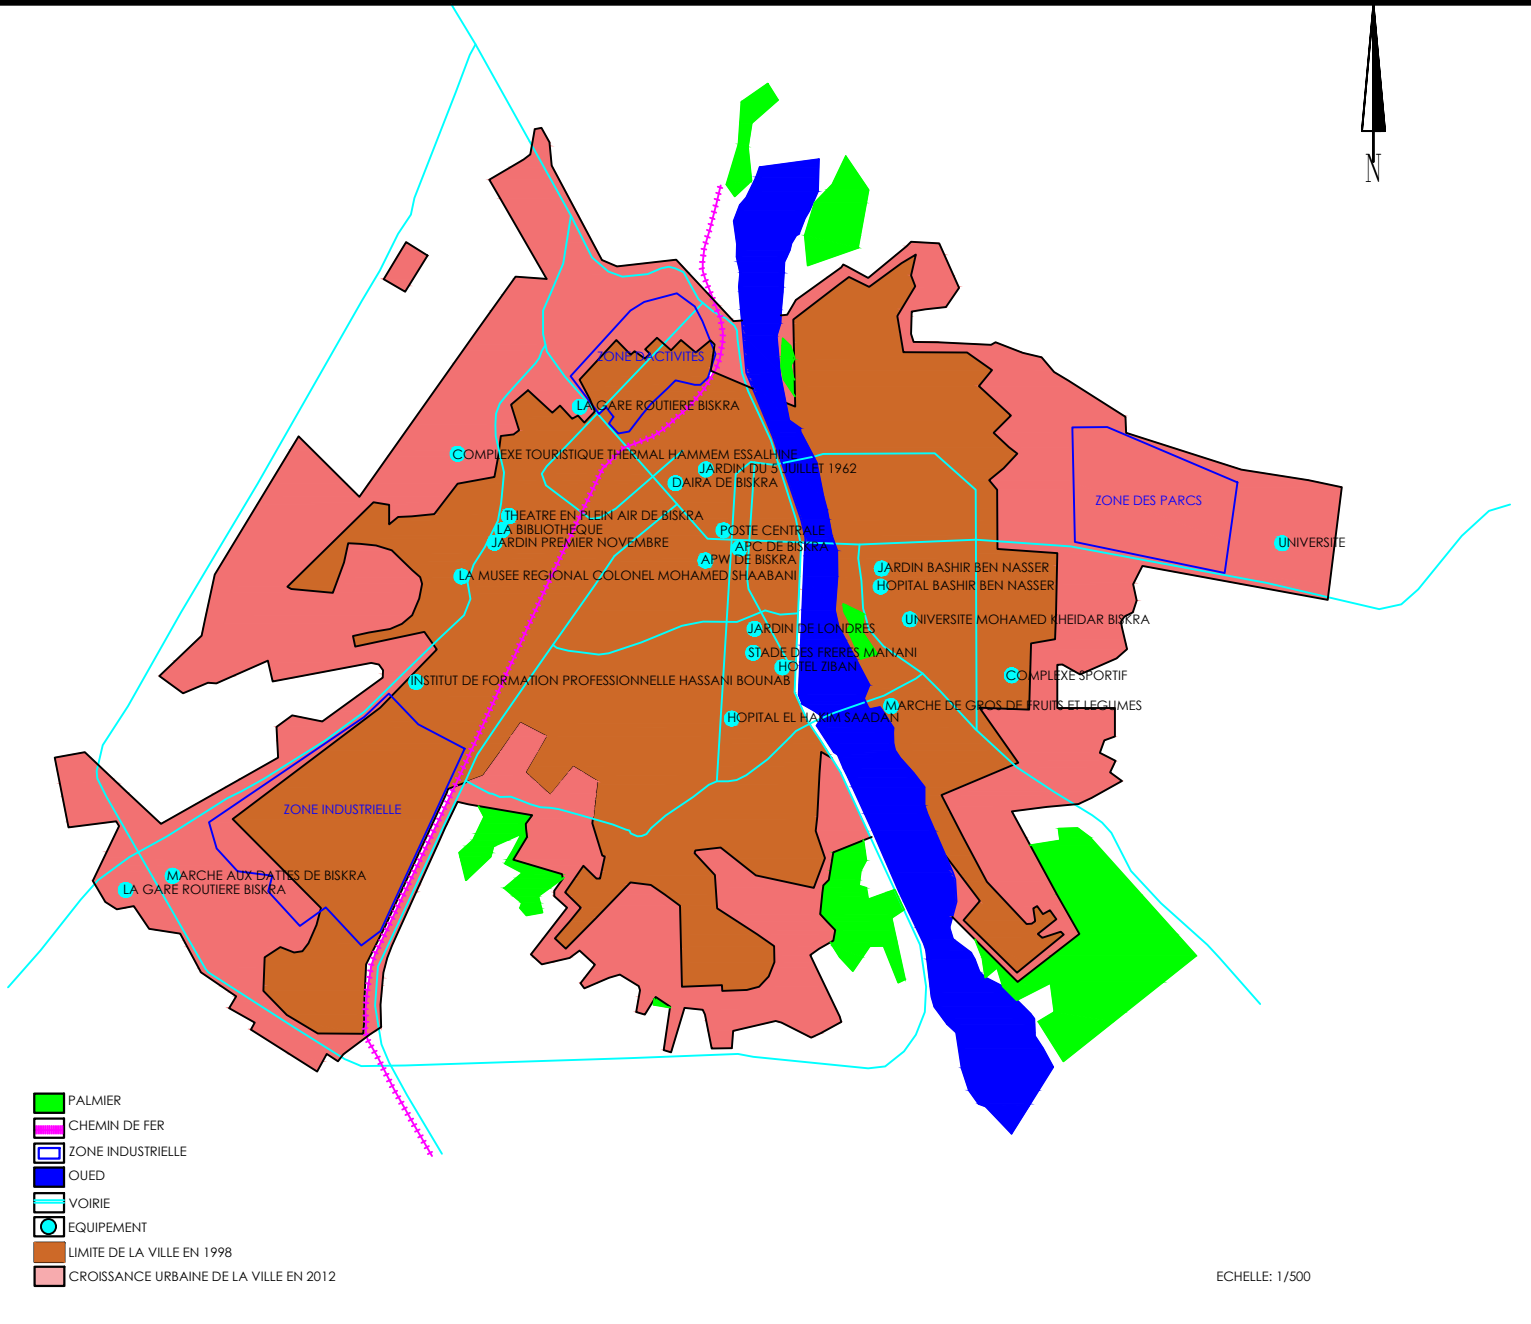 N
ZONE DACTIVITES
LA GARE ROUTIERE BISKRA
COMPLEXE TOURISTIQUE THERMAL HAMMEM ESSALHINE
JARDIN DU 5 JUILLET 1962
DAIRA DE BISKRA
ZONE DES PARCS
THEATRE EN PLEIN AIR DE BISKRA
LA BIBLIOTHEQUE
POSTE CENTRALE
JARDIN PREMIER NOVEMBRE
UNIVERSITE
APC DE BISKRA
APW DE BISKRA
JARDIN BASHIR BEN NASSER
LA MUSEE REGIONAL COLONEL MOHAMED SHAABANI
HOPITAL BASHIR BEN NASSER
UNIVERSITE MOHAMED KHEIDAR BISKRA
JARDIN DE LONDRES
STADE DES FRERES MANANI
HOTEL ZIBAN
COMPLEXE SPORTIF
INSTITUT DE FORMATION PROFESSIONNELLE HASSANI BOUNAB
MARCHE DE GROS DE FRUITS ET LEGUMES
HOPITAL EL HAKIM SAADAN
ZONE INDUSTRIELLE
MARCHE AUX DATTES DE BISKRA
LA GARE ROUTIERE BISKRA
PALMIER
CHEMIN DE FER
ZONE INDUSTRIELLE
OUED
VOIRIE
EQUIPEMENT
LIMITE DE LA VILLE EN 1998
CROISSANCE URBAINE DE LA VILLE EN 2012
ECHELLE: 1/500